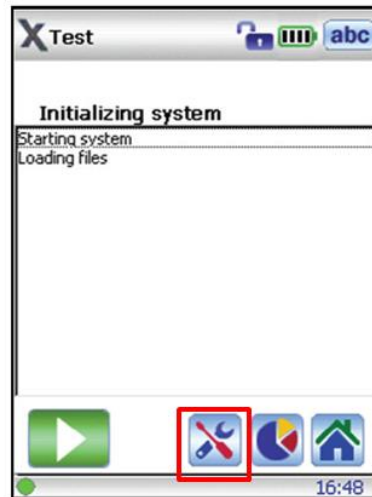 X Test
abc
Initializing system
Starting system
Loading files
16:48